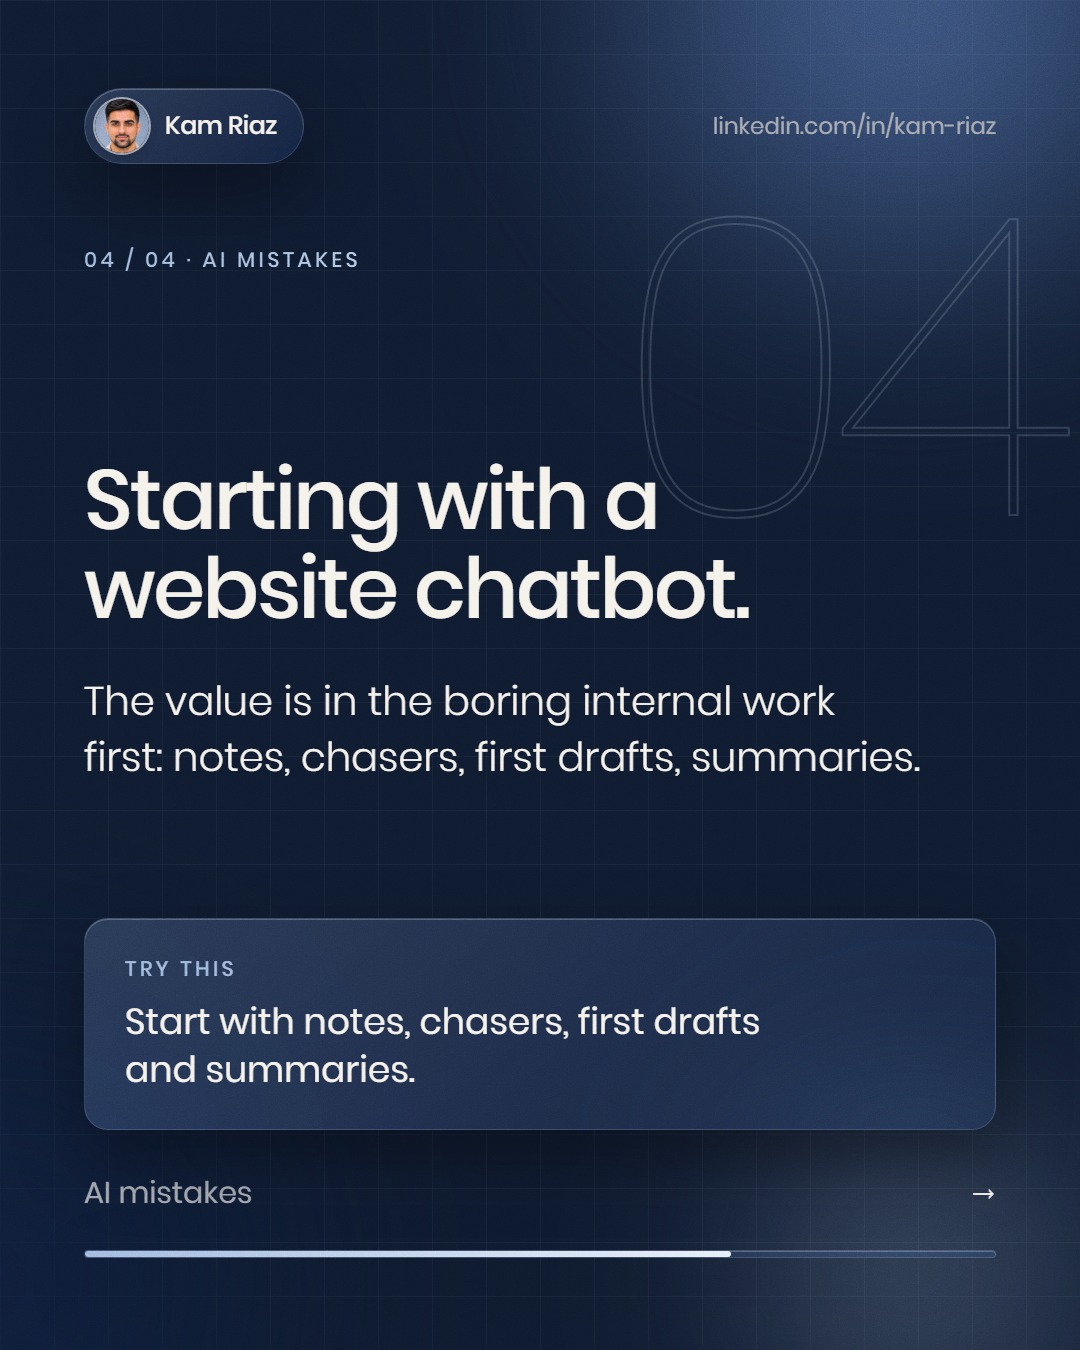 Kam Riaz
linkedin.com/in/kam-riaz
04 / 04 · AI MISTAKES
04
Starting with a
website chatbot.
The value is in the boring internal work
first: notes, chasers, first drafts, summaries.
TRY THIS
Start with notes, chasers, first drafts
and summaries.
AI mistakes
→